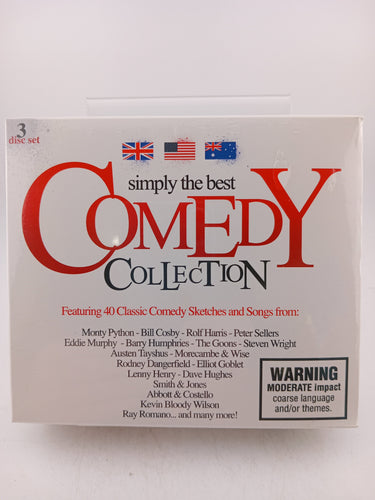 3
disc set
simply the best
COMEDY
COLLECTION
Featuring 40 Classic Comedy Sketches and Songs from:
Monty Python - Bill Cosby - Rolf Harris - Peter Sellers
Eddie Murphy - Barry Humphries - The Goons - Steven Wright
Austen Tayshus - Morecambe & Wise
Rodney Dangerfield - Elliot Goblet
Lenny Henry - Dave Hughes
Smith & Jones
Abbott & Costello
Kevin Bloody Wilson
Ray Romano... and many more!
WARNING
MODERATE impact
coarse language
and/or themes.